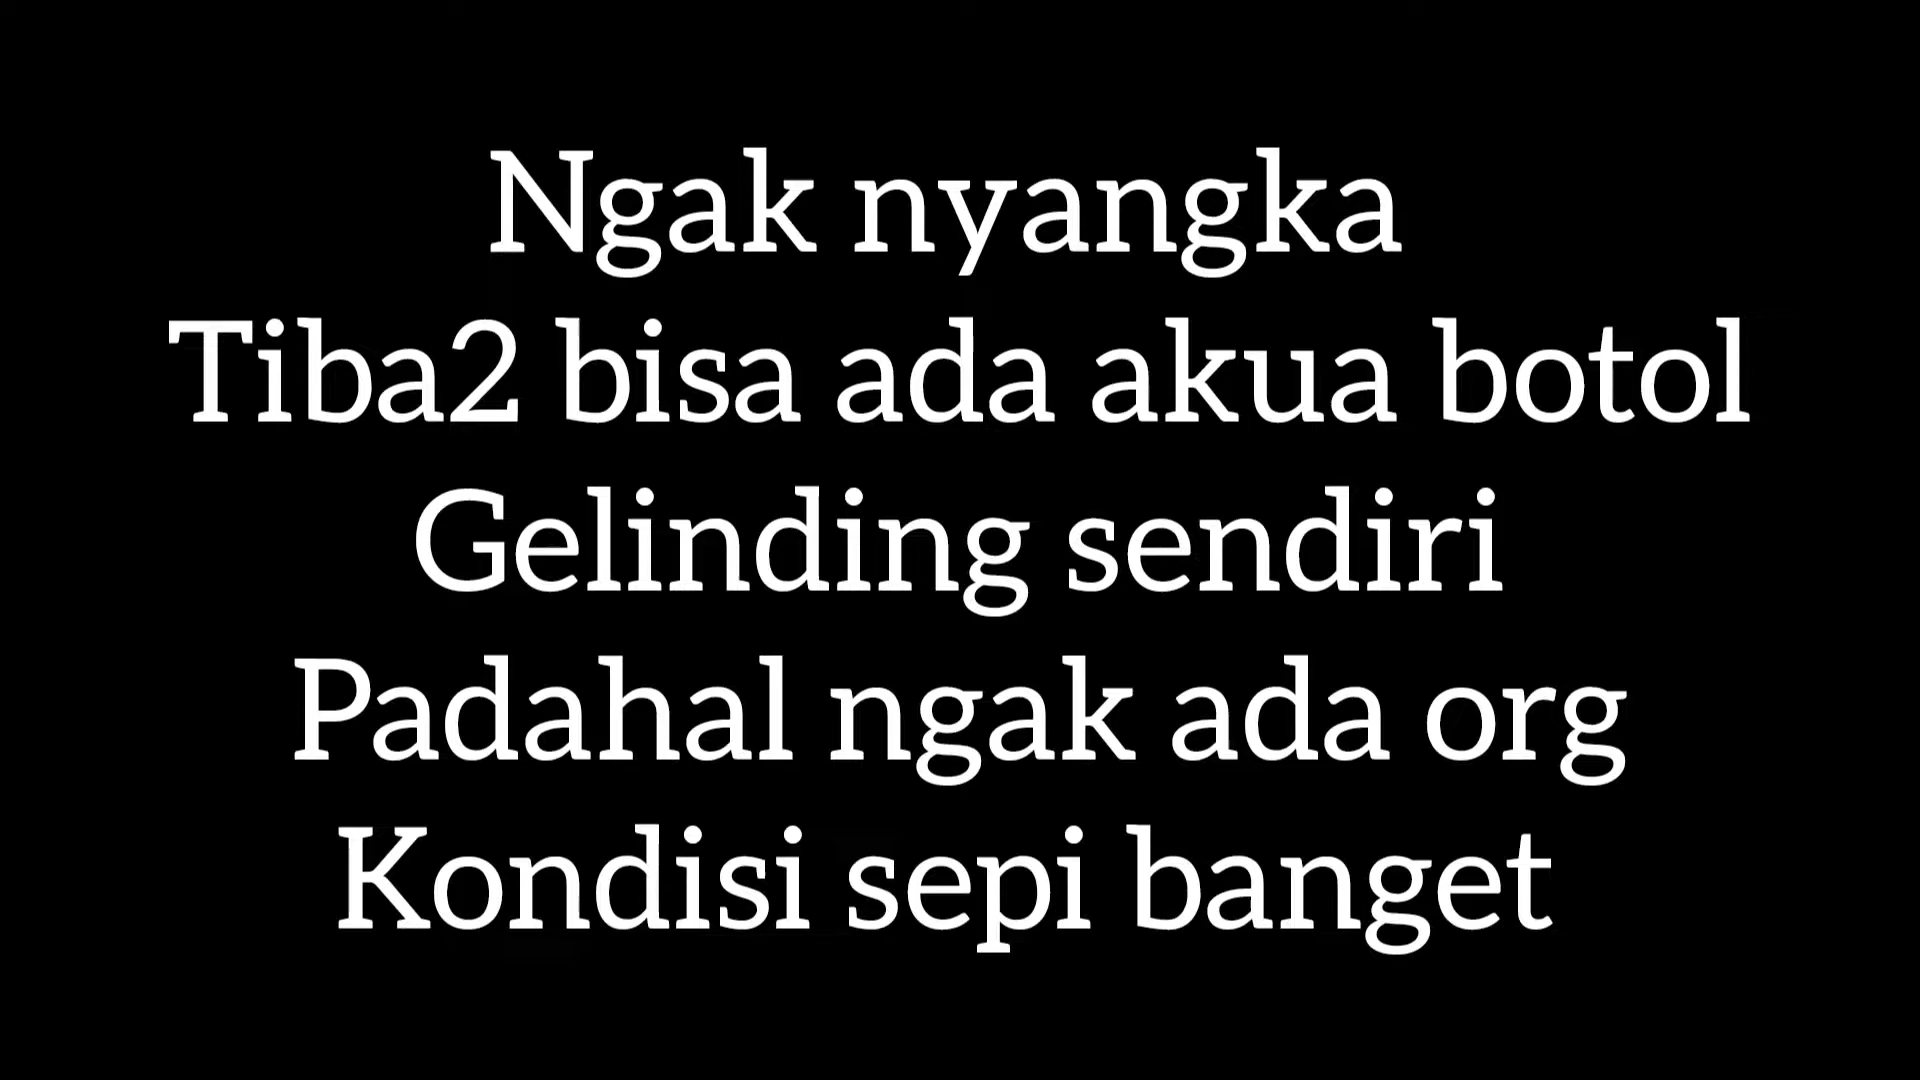 Ngak nyangka
Tiba2 bisa ada akua botol
Gelinding sendiri
Padahal ngak ada org
Kondisi sepi banget